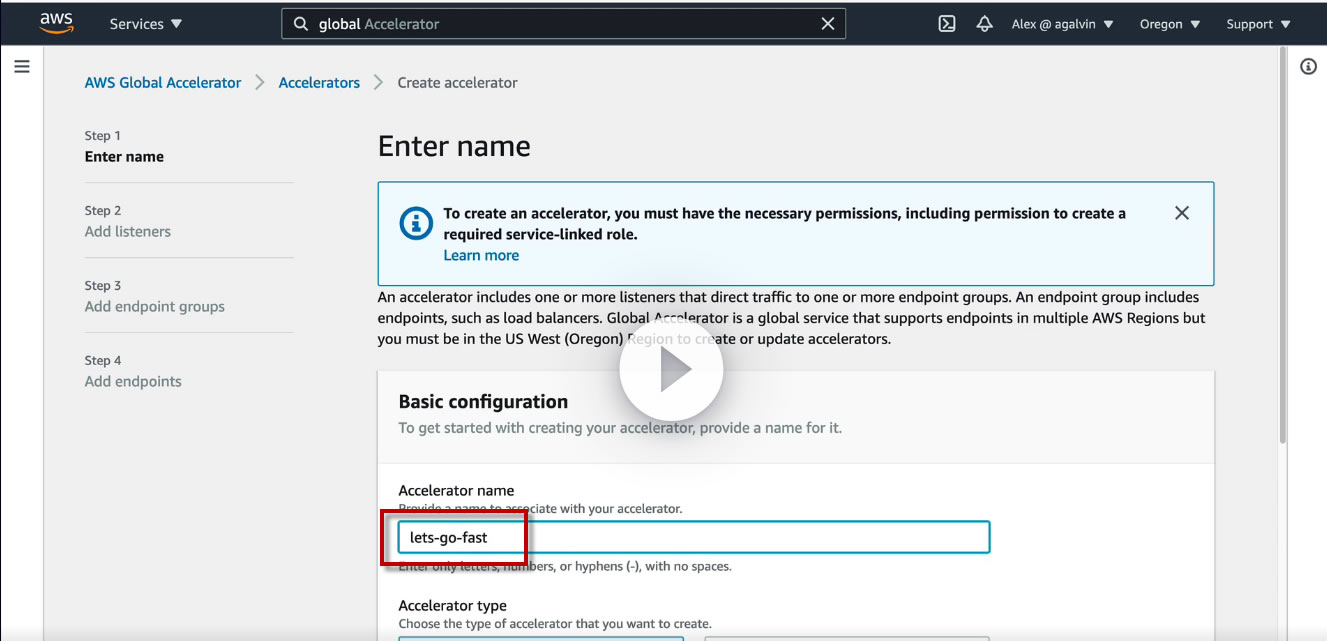 aws Services global Accelerator Alex @ agalvin Oregon Support
AWS Global Accelerator Accelerators Create accelerator
Step 1
Enter name
Step 2
Add listeners
Step 3
Add endpoint groups
Step 4
Add endpoints
Enter name
To create an accelerator, you must have the necessary permissions, including permission to create a
required service-linked role.
Learn more
An accelerator includes one or more listeners that direct traffic to one or more endpoint groups. An endpoint group includes
endpoints, such as load balancers. Global Accelerator is a global service that supports endpoints in multiple AWS Regions but
you must be in the US West (Oregon) Region to create or update accelerators.
Basic configuration
To get started with creating your accelerator, provide a name for it.
Accelerator name
Provide a name to associate with your accelerator.
lets-go-fast
Enter only letters, numbers, or hyphens (-), with no spaces.
Accelerator type
Choose the type of accelerator that you want to create.